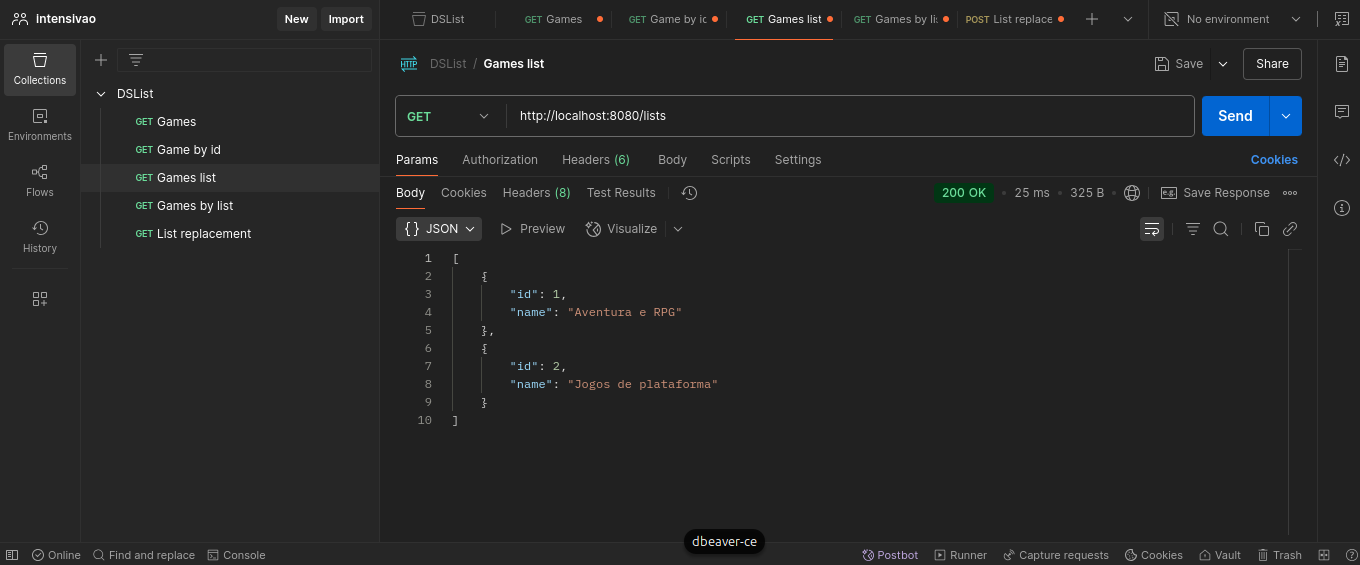 intensivao New Import
DSList GET Games GET Game by ic GET Games list GET Games by li POST List replace No environment
Collections
Environments
Flows
History
DSList
GET Games
GET Game by id
GET Games list
GET Games by list
GET List replacement
HTTP DSList / Games list Save Share
GET http://localhost:8080/lists Send
Params Authorization Headers (6) Body Scripts Settings Cookies
Body Cookies Headers (8) Test Results 200 OK • 25 ms • 325 B e.g. Save Response
{} JSON Preview Visualize
1 [
2 {
3 "id": 1,
4 "name": "Aventura e RPG"
5 },
6 {
7 "id": 2,
8 "name": "Jogos de plataforma"
9 }
10 ]
dbeaver-ce
Online Find and replace Console Postbot Runner Capture requests Cookies Vault Trash